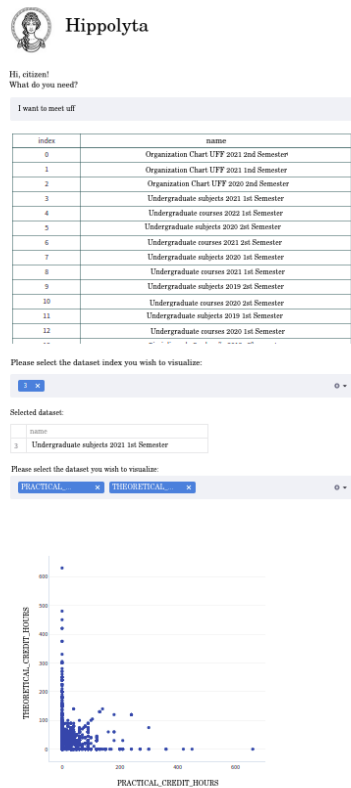 Hippolyta
Hi, citizen!
What do you need?
I want to meet uff
index name
0 Organization Chart UFF 2021 2nd Semester
1 Organization Chart UFF 2021 1nd Semester
2 Organization Chart UFF 2020 2nd Semester
3 Undergraduate subjects 2021 1st Semester
4 Undergraduate courses 2022 1st Semester
5 Undergraduate subjects 2020 2st Semester
6 Undergraduate courses 2021 2st Semester
7 Undergraduate subjects 2020 1st Semester
8 Undergraduate courses 2021 1st Semester
9 Undergraduate subjects 2019 2st Semester
10 Undergraduate courses 2020 2st Semester
11 Undergraduate subjects 2019 1st Semester
12 Undergraduate courses 2020 1st Semester
Please select the dataset index you wish to visualize:
3 ×
Selected dataset:
name
3 Undergraduate subjects 2021 1st Semester
Please select the dataset you wish to visualize:
PRACTICAL_... × THEORETICAL_... ×
THEORETICAL_CREDIT_HOURS
600
500
400
300
200
100
0
0 200 400 600
PRACTICAL_CREDIT_HOURS